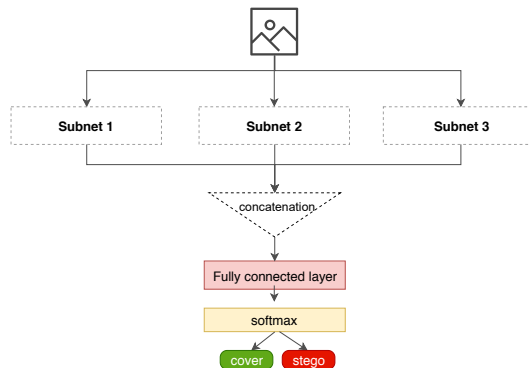 Subnet 1 Subnet 2 Subnet 3
concatenation
Fully connected layer
softmax
cover stego